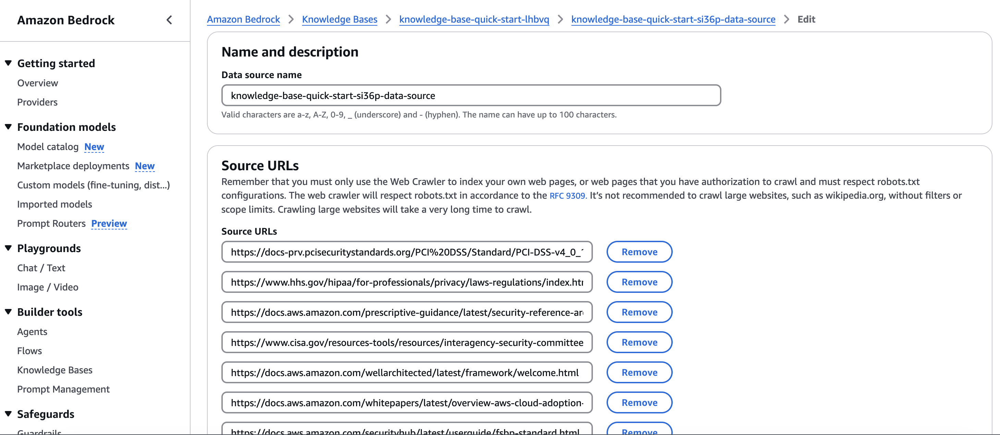 Amazon Bedrock
Getting started
Overview
Providers
Foundation models
Model catalog New
Marketplace deployments New
Custom models (fine-tuning, dist...)
Imported models
Prompt Routers Preview
Playgrounds
Chat / Text
Image / Video
Builder tools
Agents
Flows
Knowledge Bases
Prompt Management
Safeguards
Guardrails
Amazon Bedrock > Knowledge Bases > knowledge-base-quick-start-lhbvq > knowledge-base-quick-start-si36p-data-source > Edit
Name and description
Data source name
knowledge-base-quick-start-si36p-data-source
Valid characters are a-z, A-Z, 0-9, _ (underscore) and - (hyphen). The name can have up to 100 characters.
Source URLs
Remember that you must only use the Web Crawler to index your own web pages, or web pages that you have authorization to crawl and must respect robots.txt
configurations. The web crawler will respect robots.txt in accordance to the RFC 9309. It’s not recommended to crawl large websites, such as wikipedia.org, without filters or
scope limits. Crawling large websites will take a very long time to crawl.
Source URLs
https://docs-prv.pcisecuritystandards.org/PCI%20DSS/Standard/PCI-DSS-v4_0_ Remove
https://www.hhs.gov/hipaa/for-professionals/privacy/laws-regulations/index.ht Remove
https://docs.aws.amazon.com/prescriptive-guidance/latest/security-reference-ar Remove
https://www.cisa.gov/resources-tools/resources/interagency-security-committee Remove
https://docs.aws.amazon.com/wellarchitected/latest/framework/welcome.html Remove
https://docs.aws.amazon.com/whitepapers/latest/overview-aws-cloud-adoption- Remove
https://docs.aws.amazon.com/securityhub/latest/userguide/fsbp-standard.html Remove